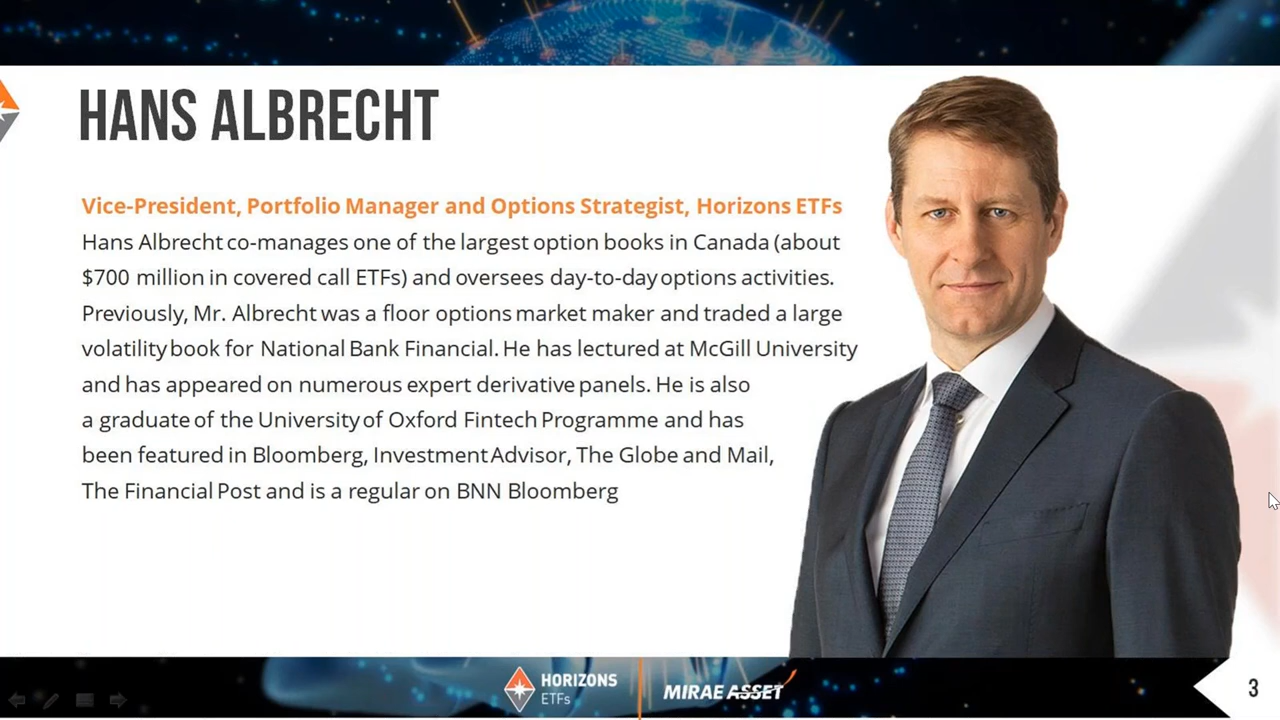 HANS ALBRECHT
Vice-President, Portfolio Manager and Options Strategist, Horizons ETFs
Hans Albrecht co-manages one of the largest option books in Canada (about
$700 million in covered call ETFs) and oversees day-to-day options activities.
Previously, Mr. Albrecht was a floor options market maker and traded a large
volatility book for National Bank Financial. He has lectured at McGill University
and has appeared on numerous expert derivative panels. He is also
a graduate of the University of Oxford Fintech Programme and has
been featured in Bloomberg, Investment Advisor, The Globe and Mail,
The Financial Post and is a regular on BNN Bloomberg
HORIZONS
ETFs
MIRAE ASSET
3